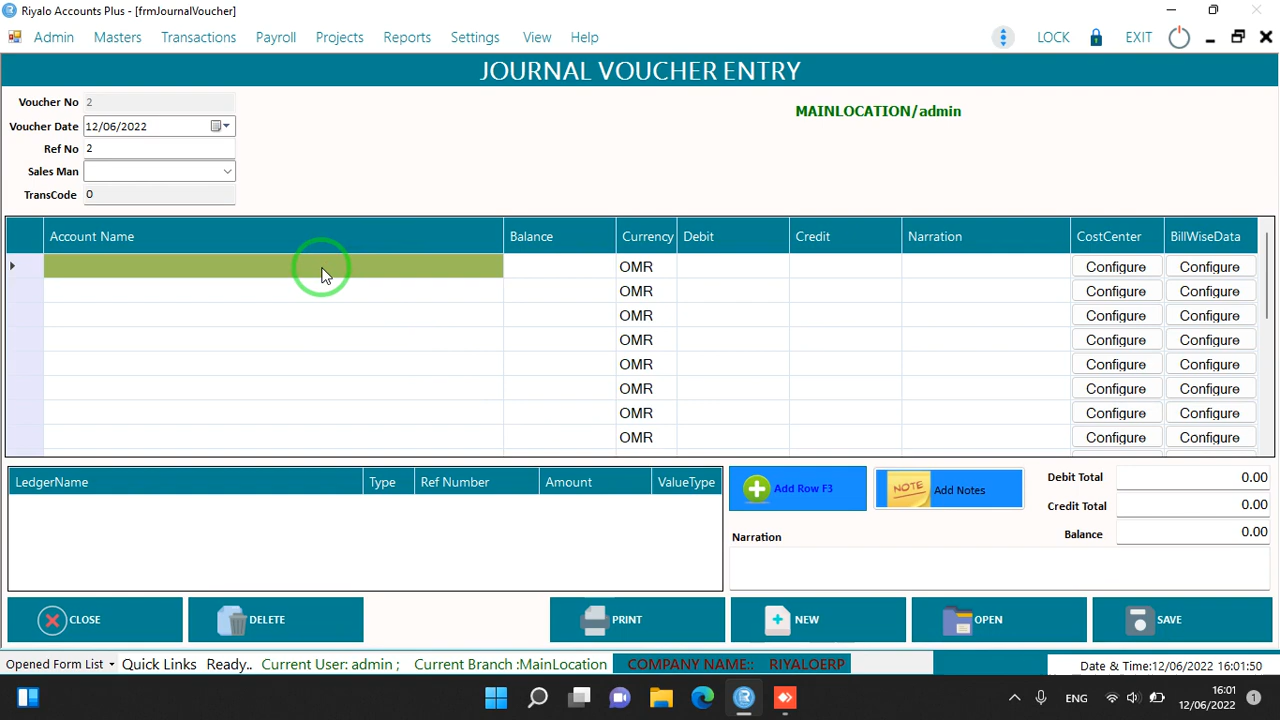 Riyalo Accounts Plus - [frmJournalVoucher]
Admin Masters Transactions Payroll Projects Reports Settings View Help LOCK EXIT
JOURNAL VOUCHER ENTRY
Voucher No 2
MAINLOCATION/admin
Voucher Date 12/06/2022
Ref No 2
Sales Man
TransCode 0
Account Name Balance Currency Debit Credit Narration CostCenter BillWiseData
OMR Configure Configure
OMR Configure Configure
OMR Configure Configure
OMR Configure Configure
OMR Configure Configure
OMR Configure Configure
OMR Configure Configure
OMR Configure Configure
LedgerName Type Ref Number Amount ValueType
Add Row F3 NOTE Add Notes
Debit Total 0.00
Credit Total 0.00
Balance 0.00
Narration
CLOSE DELETE PRINT NEW OPEN SAVE
Opened Form List Quick Links Ready.. Current User: admin ; Current Branch :MainLocation COMPANY NAME:: RIYALOERP Date & Time:12/06/2022 16:01:50
ENG 16:01
12/06/2022 1